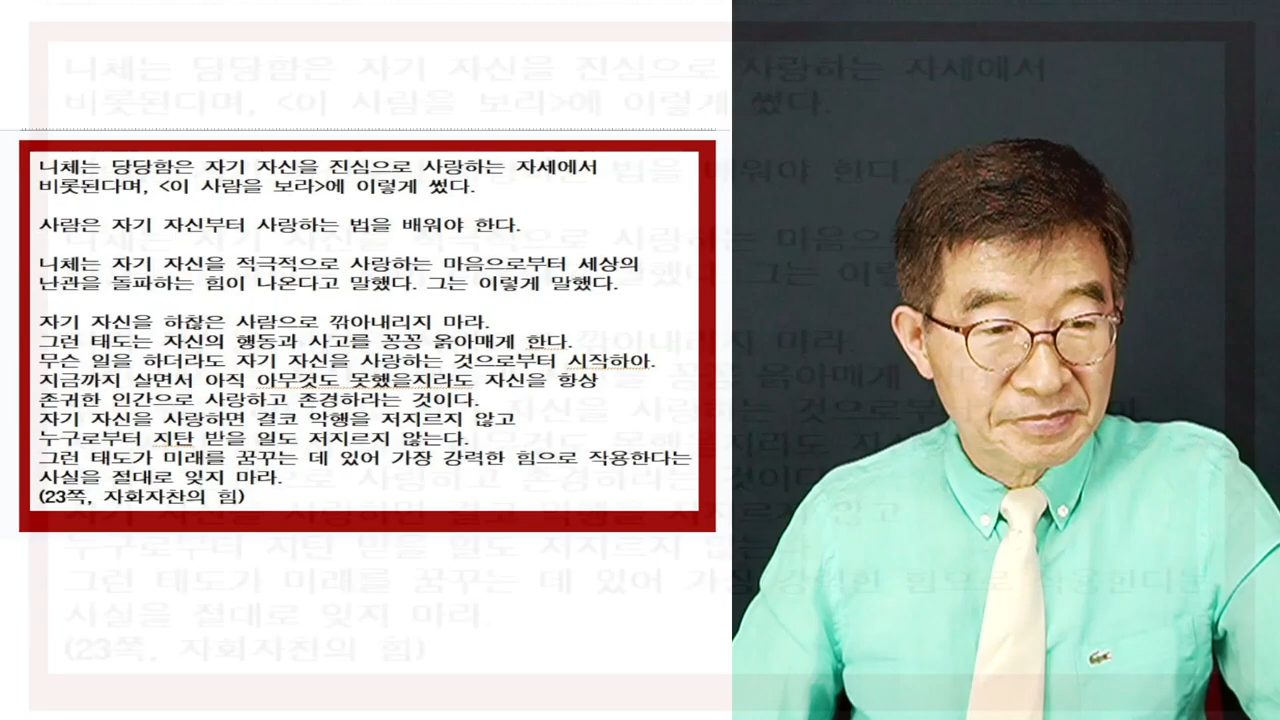 니체는 당당함은 자기 자신을 진심으로 사랑하는 자세에서
비롯된다며, <이 사람을 보라>에 이렇게 썼다.
사람은 자기 자신부터 사랑하는 법을 배워야 한다.
니체는 자기 자신을 적극적으로 사랑하는 마음으로부터 세상의
난관을 돌파하는 힘이 나온다고 말했다. 그는 이렇게 말했다.
자기 자신을 하찮은 사람으로 깎아내리지 마라.
그런 태도는 자신의 행동과 사고를 꽁꽁 옭아매게 한다.
무슨 일을 하더라도 자기 자신을 사랑하는 것으로부터 시작하아.
지금까지 살면서 아직 아무것도 못했을지라도 자신을 항상
존귀한 인간으로 사랑하고 존경하라는 것이다.
자기 자신을 사랑하면 결코 악행을 저지르지 않고
누구로부터 지탄 받을 일도 저지르지 않는다.
그런 태도가 미래를 꿈꾸는 데 있어 가장 강력한 힘으로 작용한다는
사실을 절대로 잊지 마라.
(23쪽, 자화자찬의 힘)